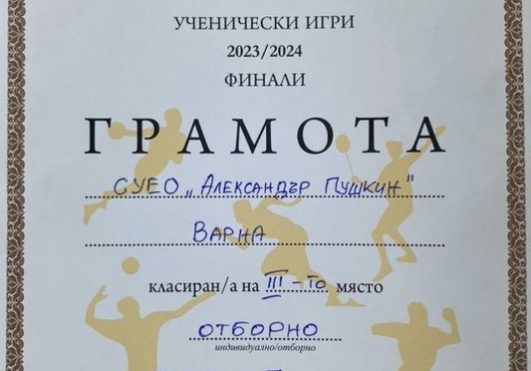 УЧЕНИЧЕСКИ ИГРИ
2023/2024
ФИНАЛИ
ГРАМОТА
СУЕО „Александър Пушкин"
Варна
класиран/а на III-то място
отборно
индивидуално/отборно